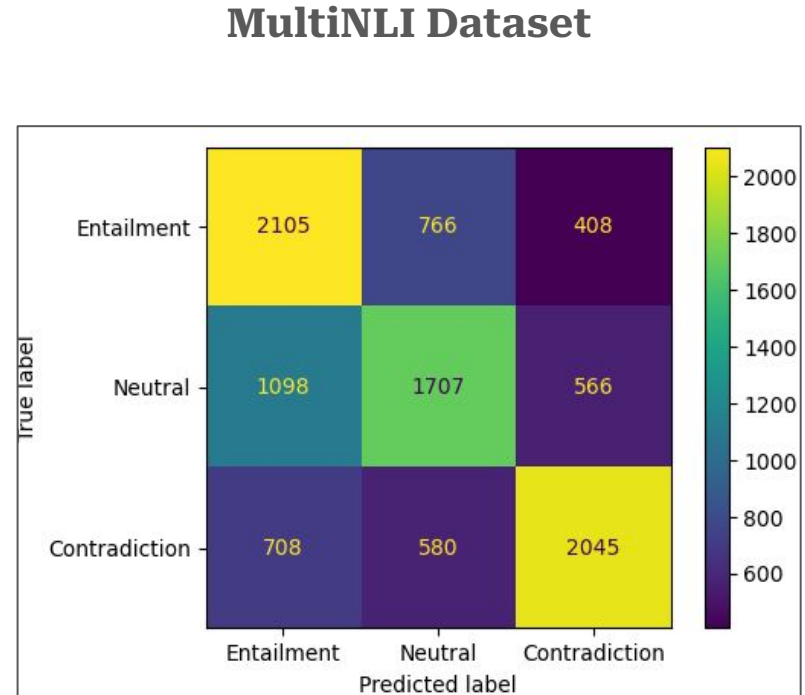 MultiNLI Dataset
2000
Entailment 2105 766 408
1800
1600
1400
True label
Neutral 1098 1707 566
1200
1000
800
Contradiction 708 580 2045
600
Entailment Neutral Contradiction
Predicted label